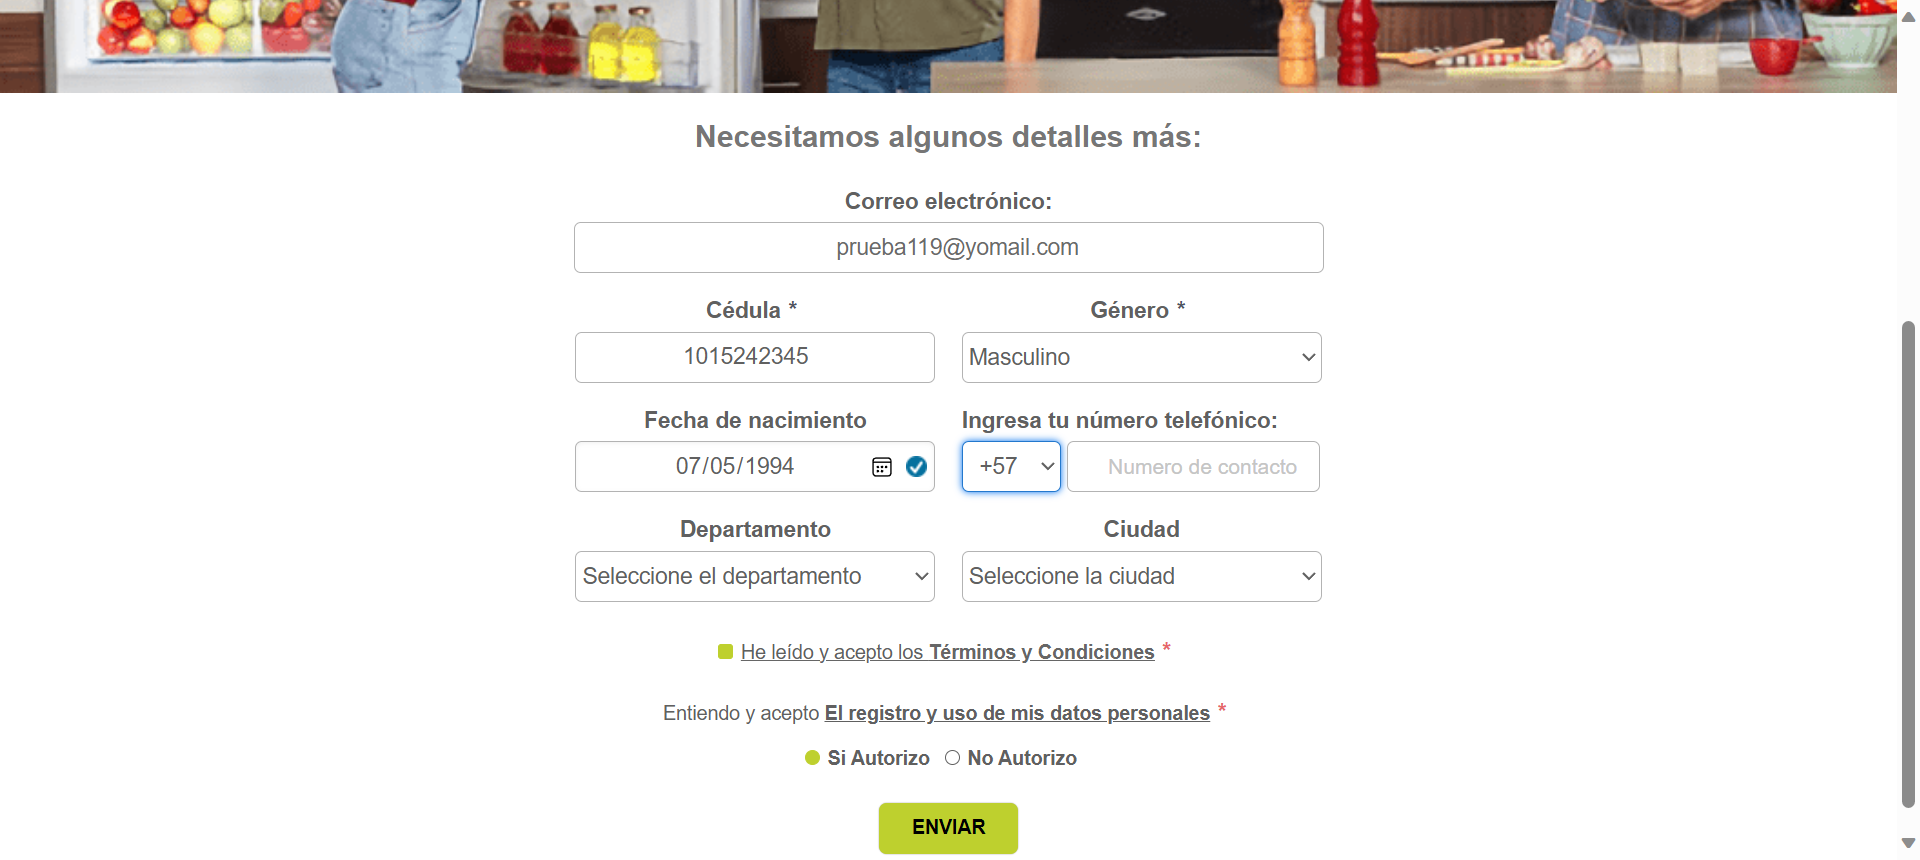 Necesitamos algunos detalles más:
Correo electrónico:
prueba119@yomail.com
Cédula * Género *
1015242345 Masculino
Fecha de nacimiento Ingresa tu número telefónico:
07/05/1994 +57 Numero de contacto
Departamento Ciudad
Seleccione el departamento Seleccione la ciudad
He leído y acepto los Términos y Condiciones *
Entiendo y acepto El registro y uso de mis datos personales *
Si Autorizo No Autorizo
ENVIAR